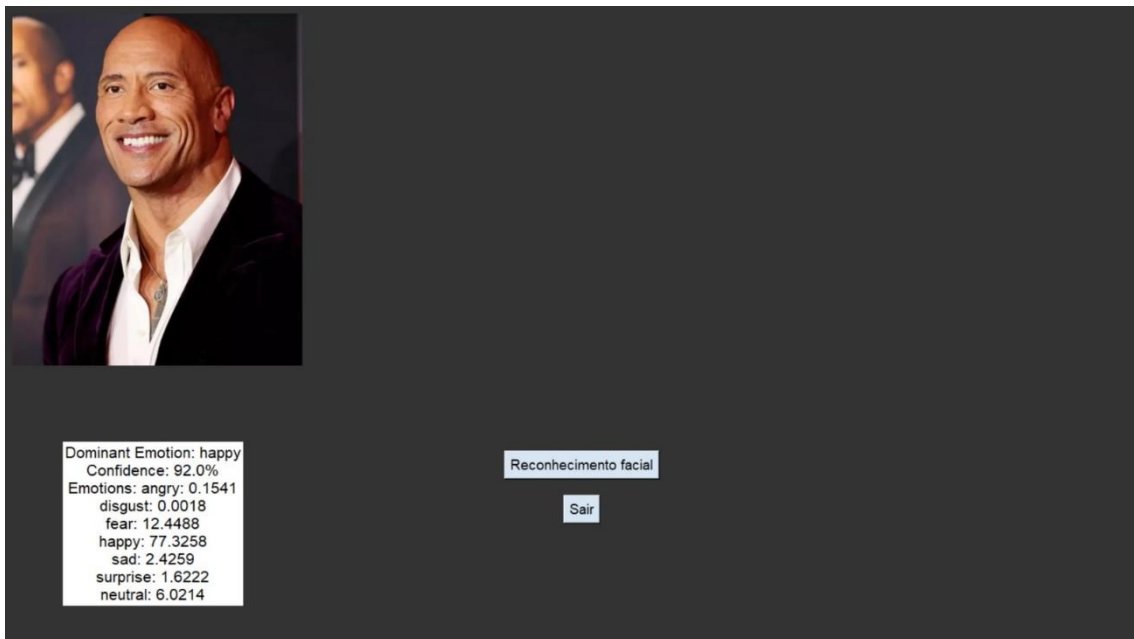 Dominant Emotion: happy
Confidence: 92.0%
Emotions: angry: 0.1541
disgust: 0.0018
fear: 12.4488
happy: 77.3258
sad: 2.4259
surprise: 1.6222
neutral: 6.0214
Reconhecimento facial
Sair